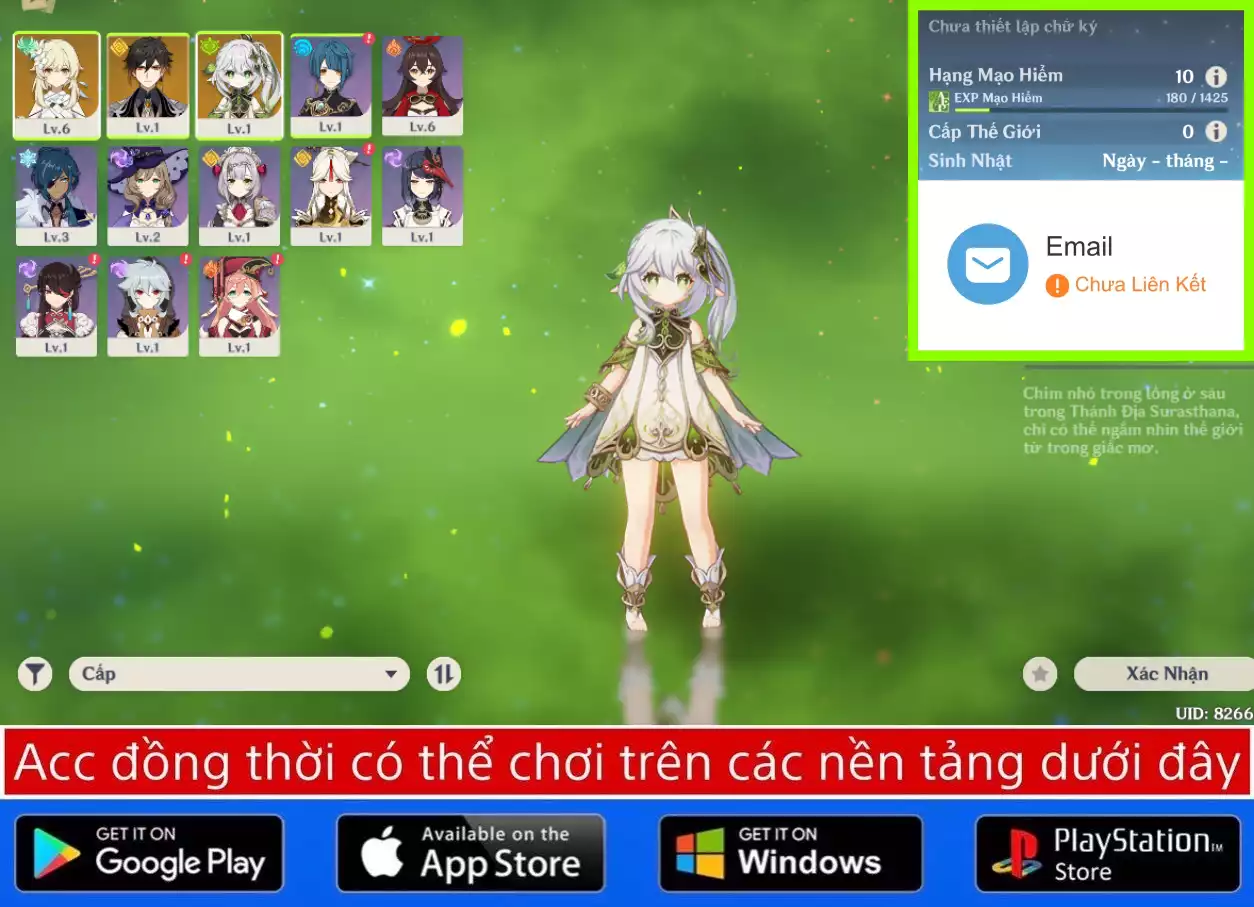 Lv.6
Lv.1
Lv.1
Lv.1
Lv.6
Lv.3
Lv.2
Lv.1
Lv.1
Lv.1
Lv.1
Lv.1
Lv.1
Chưa thiết lập chữ ký
Hạng Mạo Hiểm 10
EXP Mạo Hiểm 180 / 1425
Cấp Thế Giới 0
Sinh Nhật Ngày - tháng -
Email
Chưa Liên Kết
Chim nhỏ trong lồng ở sâu
trong Thánh Địa Surasthana,
chỉ có thể ngắm nhìn thế giới
từ trong giấc mơ.
Cấp
Xác Nhận
UID: 8266
Acc đồng thời có thể chơi trên các nền tảng dưới đây
GET IT ON
Google Play
Available on the
App Store
GET IT ON
Windows
PlayStation TM
Store